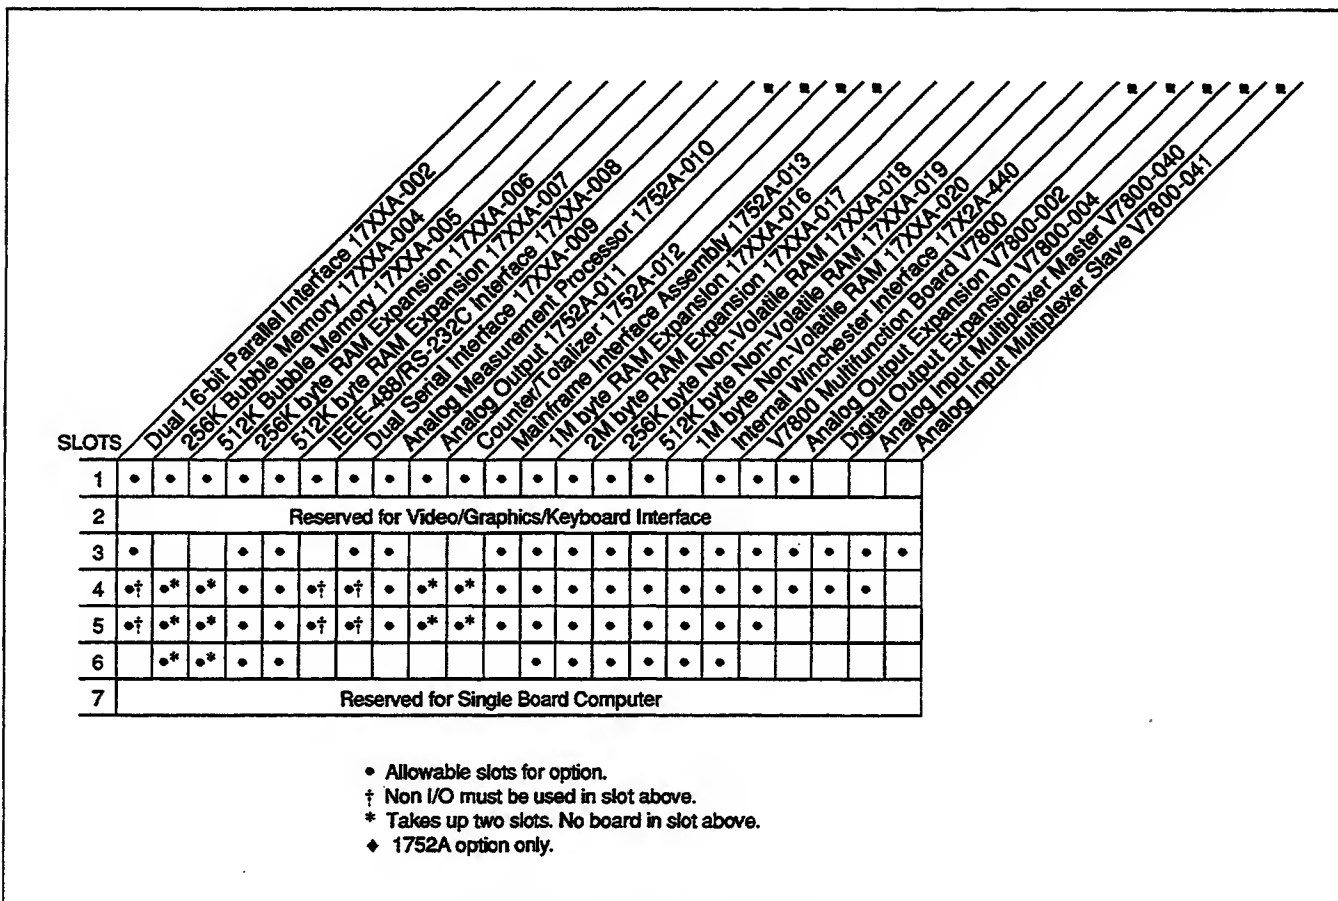 Dual 16-bit Parallel Interface 17XXA-002
256K Bubble Memory 17XXA-004
512K Bubble Memory 17XXA-005
256K byte RAM Expansion 17XXA-006
512K byte RAM Expansion 17XXA-007
IEEE-488/RS-232C Interface 17XXA-008
Dual Serial Interface 17XXA-009
Analog Measurement Processor 1752A-010
Analog Output 1752A-011
Counter/Totalizer 1752A-012
Mainframe Interface Assembly 1752A-013
1M byte RAM Expansion 17XXA-016
2M byte RAM Expansion 17XXA-017
256K byte Non-Volatile RAM 17XXA-018
512K byte Non-Volatile RAM 17XXA-019
1M byte Non-Volatile RAM 17XXA-020
Internal Winchester Interface 17X2A-440
V7800 Multifunction Board V7800
Analog Output Expansion V7800-002
Digital Output Expansion V7800-004
Analog Input Multiplexer Master V7800-040
Analog Input Multiplexer Slave V7800-041
SLOTS
1 • • • • • • • • • • • • • • • • • •
2 Reserved for Video/Graphics/Keyboard Interface
3 • • • • • • • • • • • • • • • • •
4 •† •* •* • • •† •† • •* •* • • • • • • • • • • •
5 •† •* •* • • •† •† • •* •* • • • • • • • •
6 •* •* • • • • • • • •
7 Reserved for Single Board Computer
• Allowable slots for option.
† Non I/O must be used in slot above.
* Takes up two slots. No board in slot above.
♦ 1752A option only.